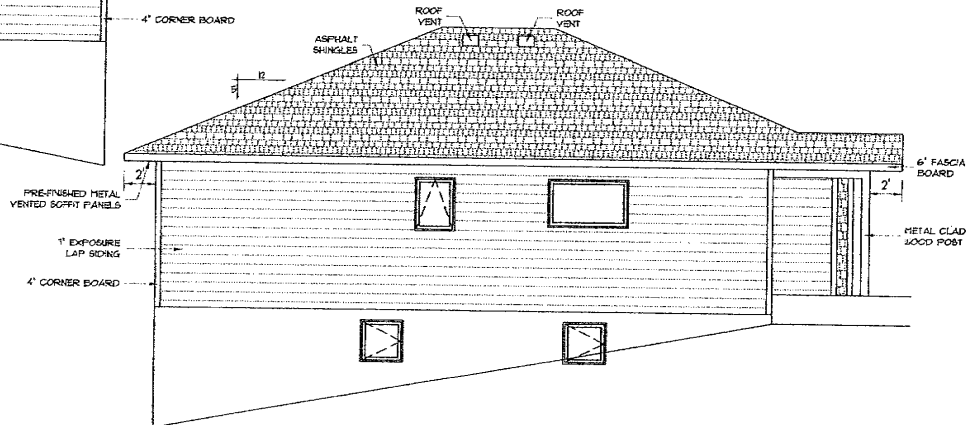 4" CORNER BOARD
ROOF
VENT
ROOF
VENT
ASPHALT
SHINGLES
12
5
6" FASCIA
BOARD
2'
2'
PRE-FINISHED METAL
VENTED SOFFIT PANELS
METAL CLAD
WOOD POST
7" EXPOSURE
LAP SIDING
4" CORNER BOARD